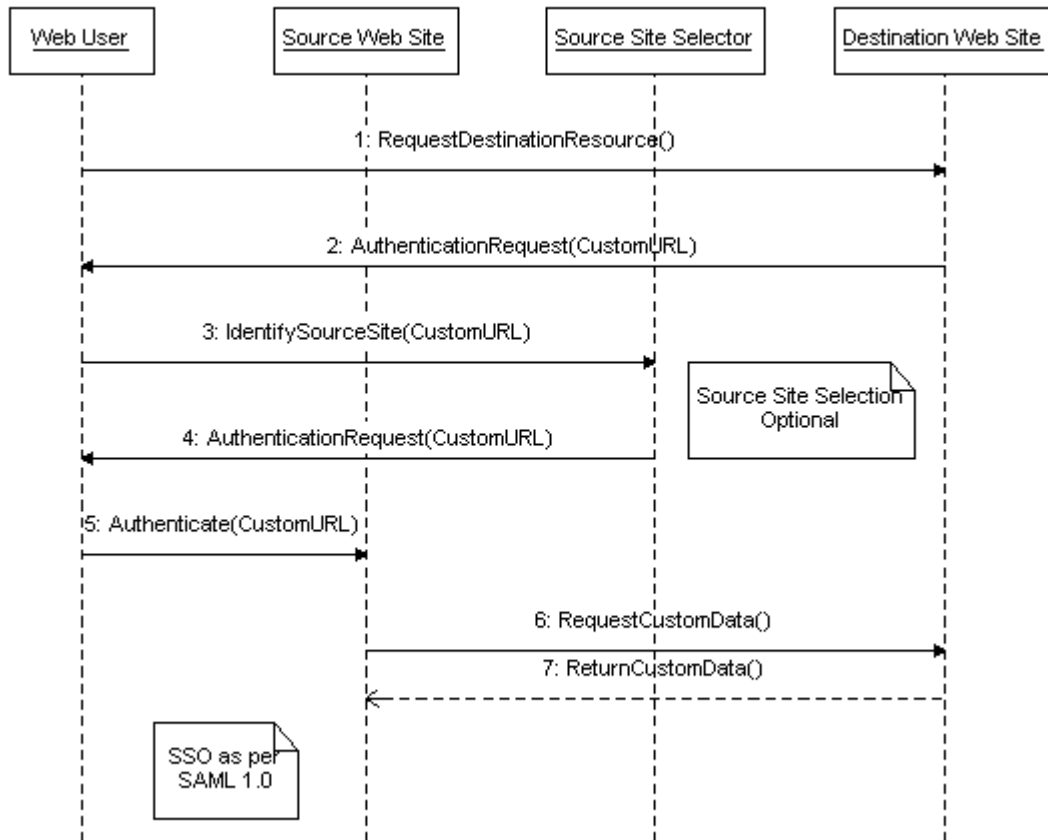 Web User
Source Web Site
Source Site Selector
Destination Web Site
1: RequestDestinationResource()
2: AuthenticationRequest(CustomURL)
3: IdentifySourceSite(CustomURL)
Source Site Selection
Optional
4: AuthenticationRequest(CustomURL)
5: Authenticate(CustomURL)
6: RequestCustomData()
7: ReturnCustomData()
SSO as per
SAML 1.0